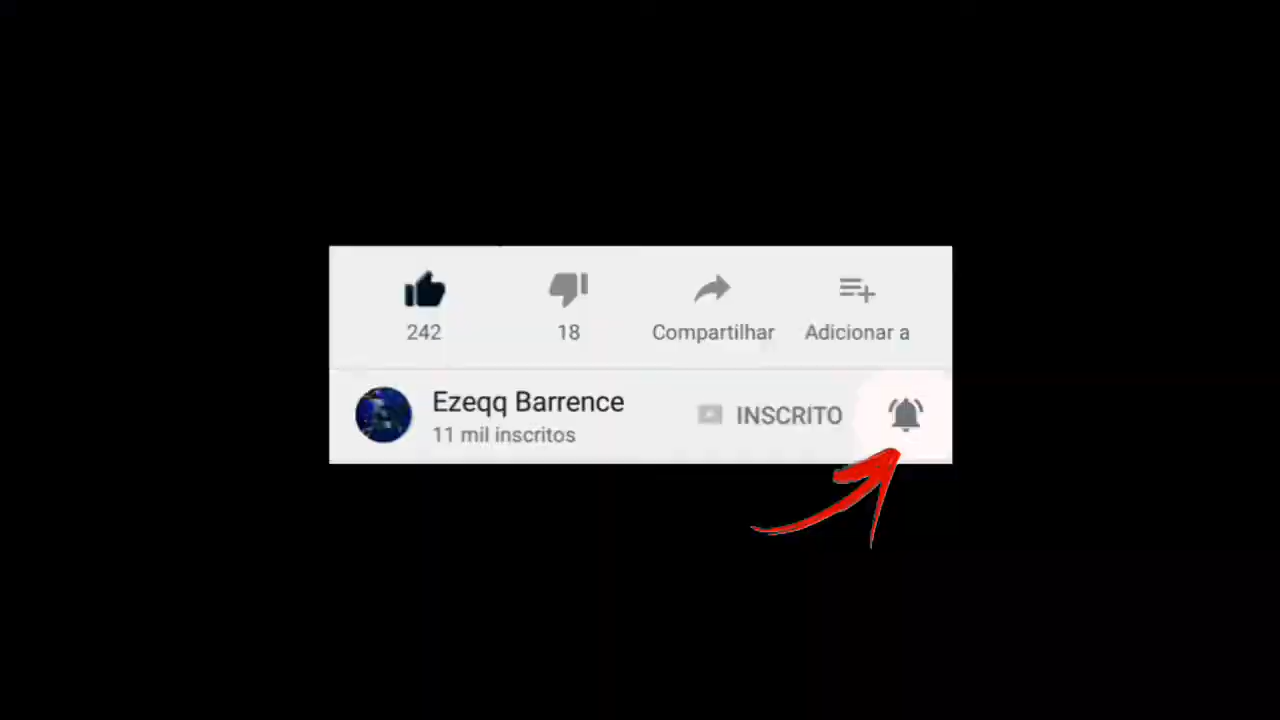 242
18
Compartilhar
Adicionar a
Ezeqq Barrence
INSCRITO
11 mil inscritos